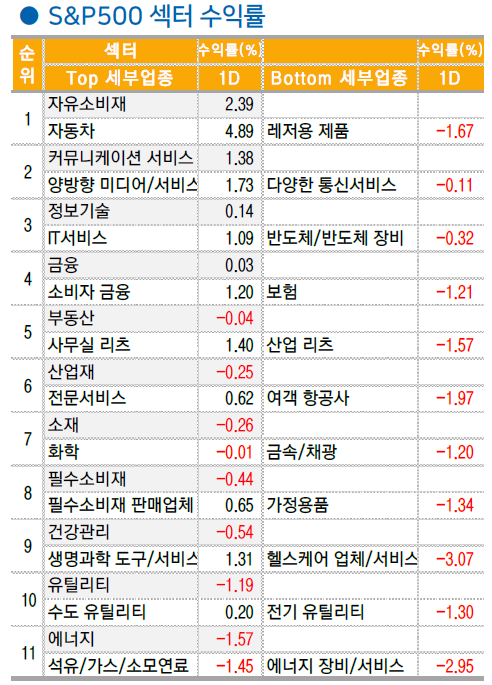 ● S&P500 섹터 수익률
순위 섹터 수익률(%) 수익률(%)
Top 세부업종 1D Bottom 세부업종 1D
1 자유소비재 2.39
자동차 4.89 레저용 제품 -1.67
2 커뮤니케이션 서비스 1.38
양방향 미디어/서비스 1.73 다양한 통신서비스 -0.11
3 정보기술 0.14
IT서비스 1.09 반도체/반도체 장비 -0.32
4 금융 0.03
소비자 금융 1.20 보험 -1.21
5 부동산 -0.04
사무실 리츠 1.40 산업 리츠 -1.57
6 산업재 -0.25
전문서비스 0.62 여객 항공사 -1.97
7 소재 -0.26
화학 -0.01 금속/채광 -1.20
8 필수소비재 -0.44
필수소비재 판매업체 0.65 가정용품 -1.34
9 건강관리 -0.54
생명과학 도구/서비스 1.31 헬스케어 업체/서비스 -3.07
10 유틸리티 -1.19
수도 유틸리티 0.20 전기 유틸리티 -1.30
11 에너지 -1.57
석유/가스/소모연료 -1.45 에너지 장비/서비스 -2.95